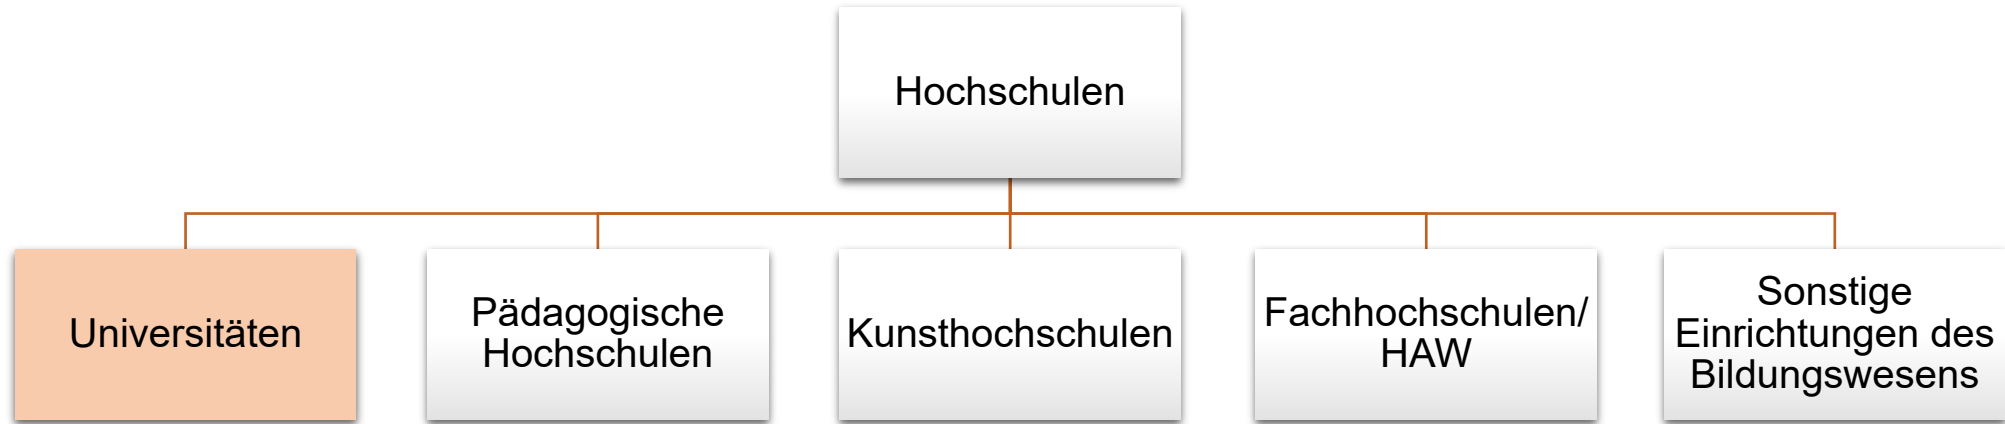 Hochschulen
Universitäten
Pädagogische
Hochschulen
Kunsthochschulen
Fachhochschulen/
HAW
Sonstige
Einrichtungen des
Bildungswesens